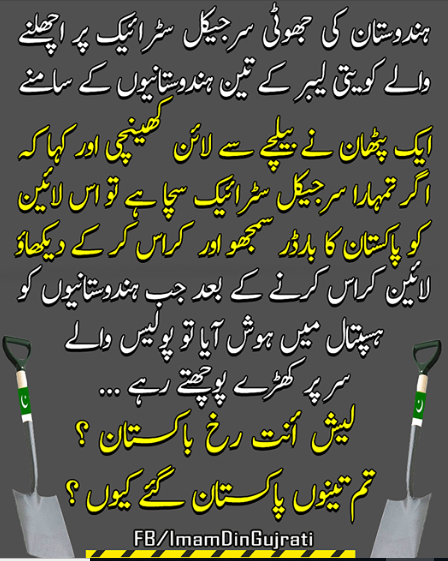 ہندوستان کی جھوٹی سرجیکل سٹرائیک پر اچھلنے
والے کویتی لیبر کے تین ہندوستانیوں کے سامنے
ایک پٹھان نے بیلچے سے لائن کھینچی اور کہا کہ
اگر تمہارا سرجیکل سٹرائیک سچا ہے تو اس لائین
کو پاکستان کا بارڈر سمجھو اور کراس کر کے دیکھاؤ
لائین کراس کرنے کے بعد جب ہندوستانیوں کو
ہسپتال میں ہوش آیا تو پولیس والے
سر پر کھڑے پوچھتے رہے ...
لیش أنت رخ باکستان ؟
تم تینوں پاکستان گئے کیوں ؟
FB/ImamDinGujrati